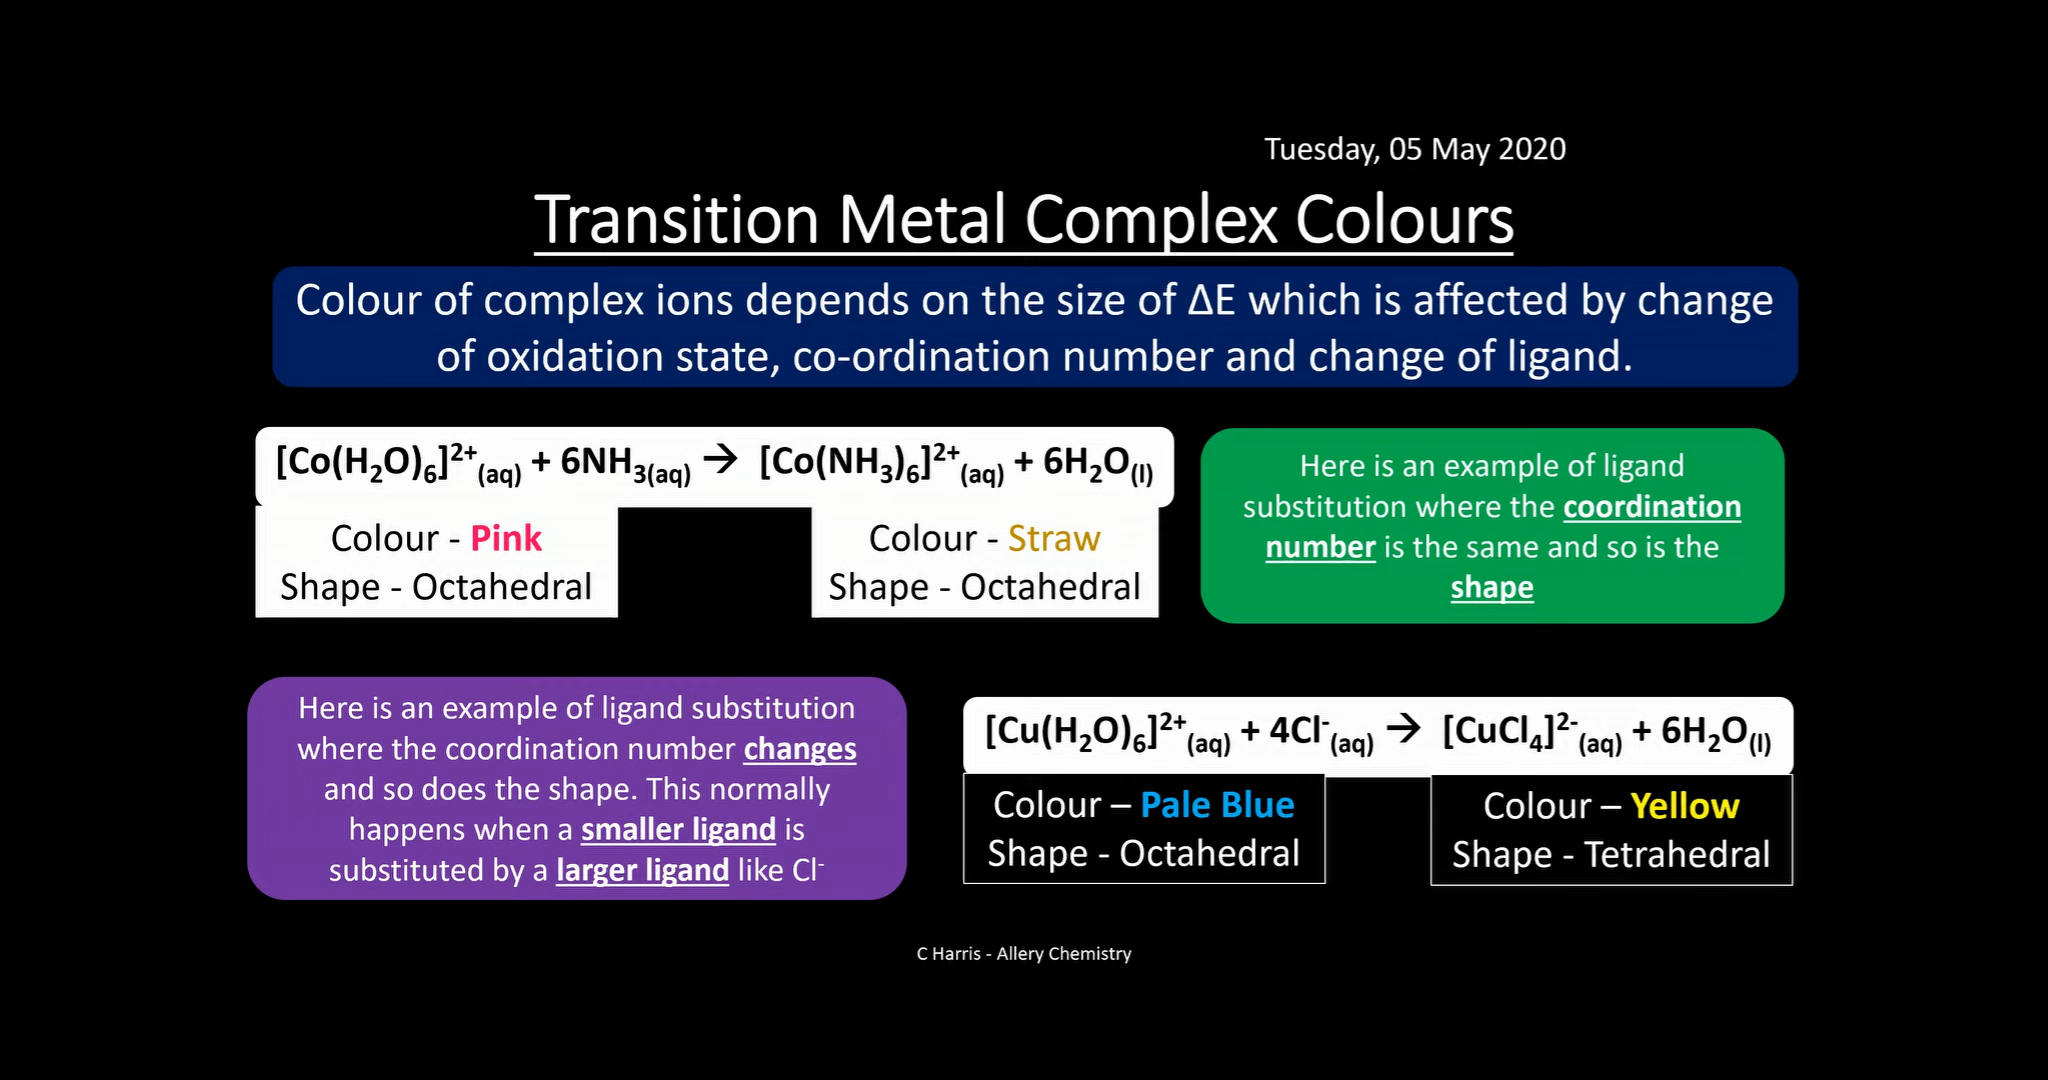 Tuesday, 05 May 2020
Transition Metal Complex Colours
Colour of complex ions depends on the size of ΔE which is affected by change
of oxidation state, co-ordination number and change of ligand.
[Co(H₂O)₆]²⁺(aq) + 6NH₃(aq) → [Co(NH₃)₆]²⁺(aq) + 6H₂O(l)
Colour - Pink
Shape - Octahedral
Colour - Straw
Shape - Octahedral
Here is an example of ligand
substitution where the coordination
number is the same and so is the
shape
Here is an example of ligand substitution
where the coordination number changes
and so does the shape. This normally
happens when a smaller ligand is
substituted by a larger ligand like Cl⁻
[Cu(H₂O)₆]²⁺(aq) + 4Cl⁻(aq) → [CuCl₄]²⁻(aq) + 6H₂O(l)
Colour – Pale Blue
Shape - Octahedral
Colour – Yellow
Shape - Tetrahedral
C Harris - Allery Chemistry